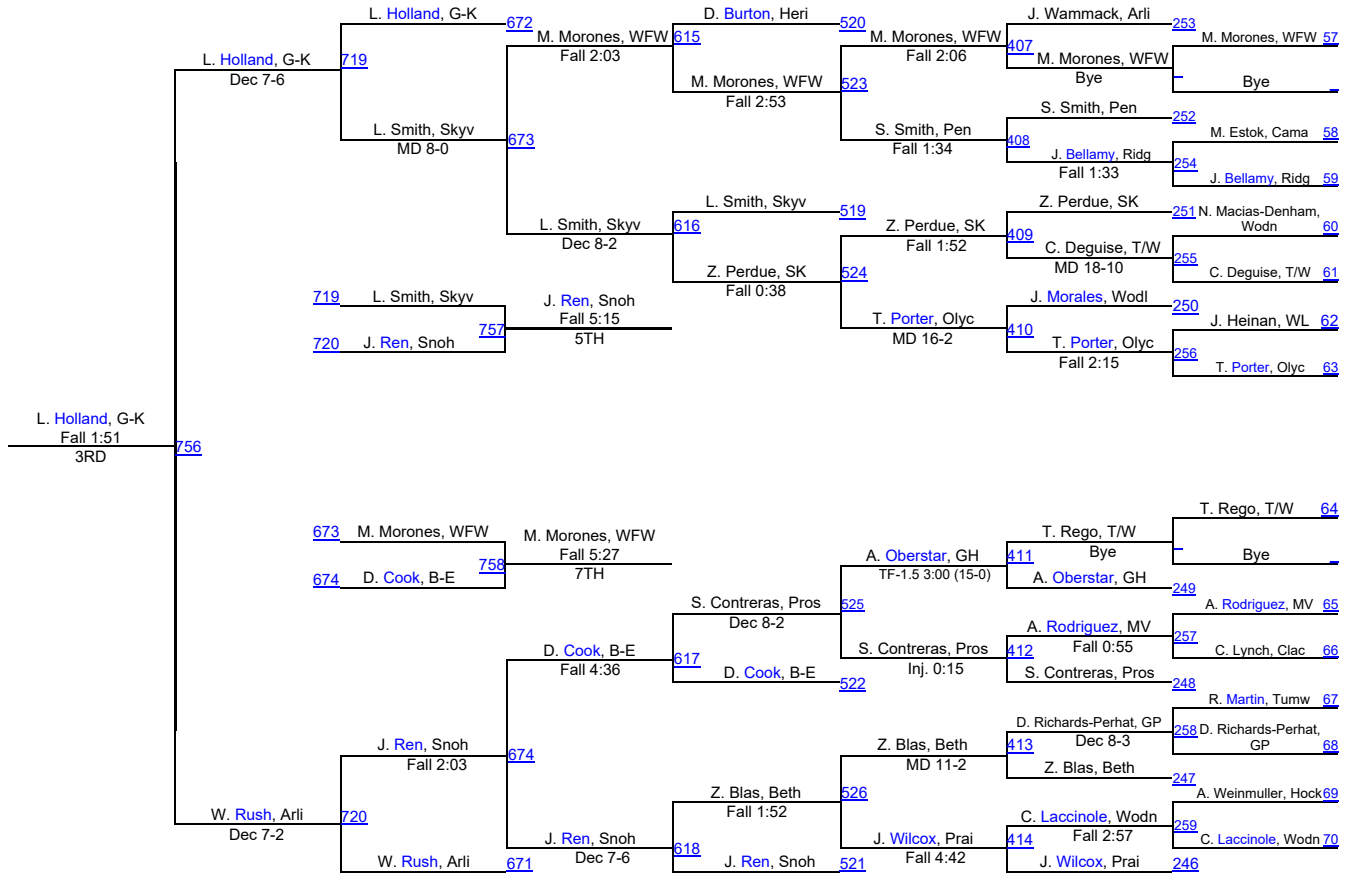 L. Holland, G-K
672
D. Burton, Heri
520
J. Wammack, Arli
253
M. Morones, WFW
615
M. Morones, WFW
407
M. Morones, WFW 57
Fall 2:03
Fall 2:06
L. Holland, G-K
719
M. Morones, WFW
Dec 7-6
Bye
Bye
M. Morones, WFW
523
Fall 2:53
S. Smith, Pen
252
L. Smith, Skyv
673
S. Smith, Pen
408
M. Estok, Cama 58
MD 8-0
Fall 1:34
J. Bellamy, Ridg
254
Fall 1:33
J. Bellamy, Ridg 59
L. Smith, Skyv
519
Z. Perdue, SK
251
N. Macias-Denham,
Wodn 60
L. Smith, Skyv
616
Z. Perdue, SK
409
Dec 8-2
Fall 1:52
C. Deguise, T/W
255
MD 18-10
Z. Perdue, SK
524
C. Deguise, T/W 61
Fall 0:38
719
L. Smith, Skyv
J. Ren, Snoh
J. Morales, Wodl
250
Fall 5:15
T. Porter, Olyc
410
J. Heinan, WL 62
757
5TH
MD 16-2
720
J. Ren, Snoh
T. Porter, Olyc
256
Fall 2:15
T. Porter, Olyc 63
L. Holland, G-K
Fall 1:51
756
3RD
T. Rego, T/W 64
673
M. Morones, WFW
M. Morones, WFW
T. Rego, T/W
Fall 5:27
A. Oberstar, GH
411
Bye
Bye
758
7TH
TF-1.5 3:00 (15-0)
674
D. Cook, B-E
A. Oberstar, GH
249
S. Contreras, Pros
525
A. Rodriguez, MV 65
Dec 8-2
A. Rodriguez, MV
257
D. Cook, B-E
617
S. Contreras, Pros
412
Fall 0:55
C. Lynch, Clac 66
Fall 4:36
Inj. 0:15
D. Cook, B-E
522
S. Contreras, Pros
248
R. Martin, Tumw 67
D. Richards-Perhat, GP
258
D. Richards-Perhat,
GP 68
J. Ren, Snoh
674
Z. Blas, Beth
413
Dec 8-3
Fall 2:03
MD 11-2
Z. Blas, Beth
247
Z. Blas, Beth
526
A. Weinmuller, Hock 69
Fall 1:52
W. Rush, Arli
720
C. Laccinole, Wodn
259
Dec 7-2
Fall 2:57
J. Ren, Snoh
618
J. Wilcox, Prai
414
C. Laccinole, Wodn 70
Dec 7-6
Fall 4:42
W. Rush, Arli
671
J. Ren, Snoh
521
J. Wilcox, Prai
246